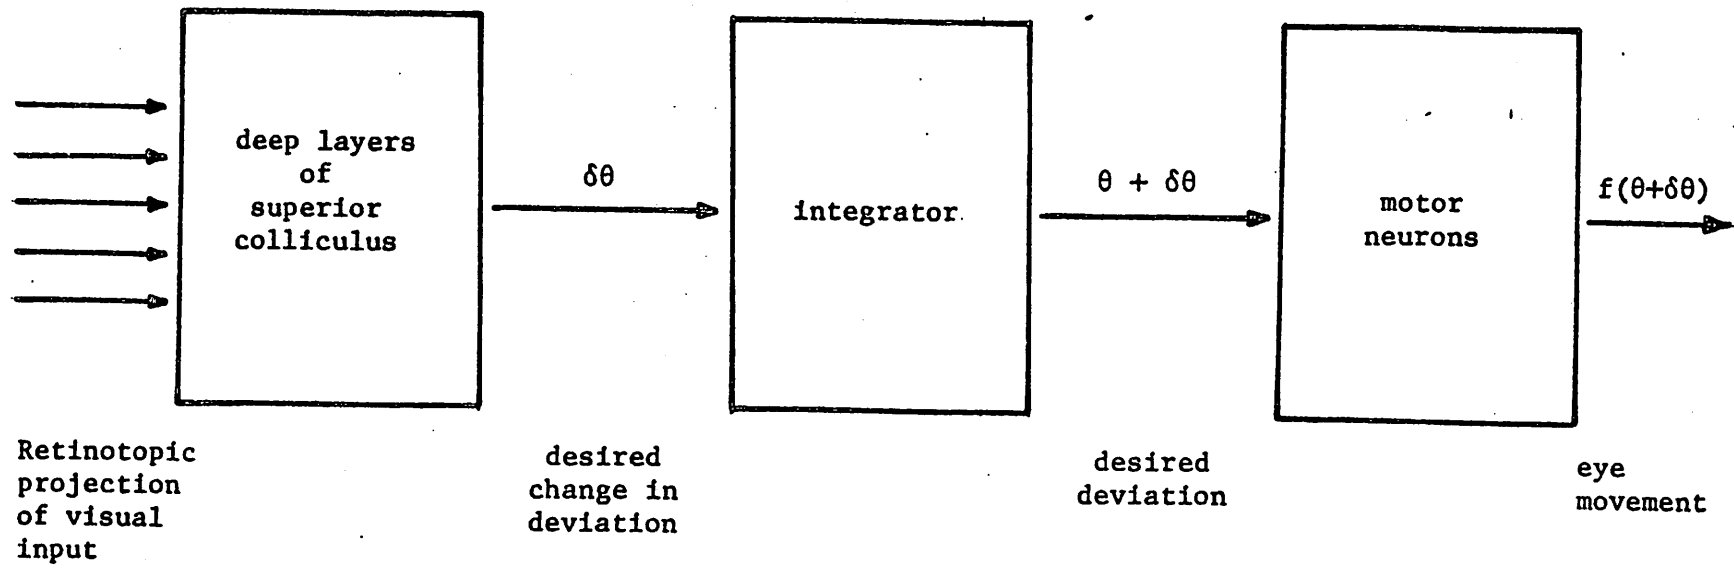 deep layers
of
superior
colliculus
δθ
integrator
θ + δθ
motor
neurons
f(θ+δθ)
Retinotopic
projection
of visual
input
desired
change in
deviation
desired
deviation
eye
movement